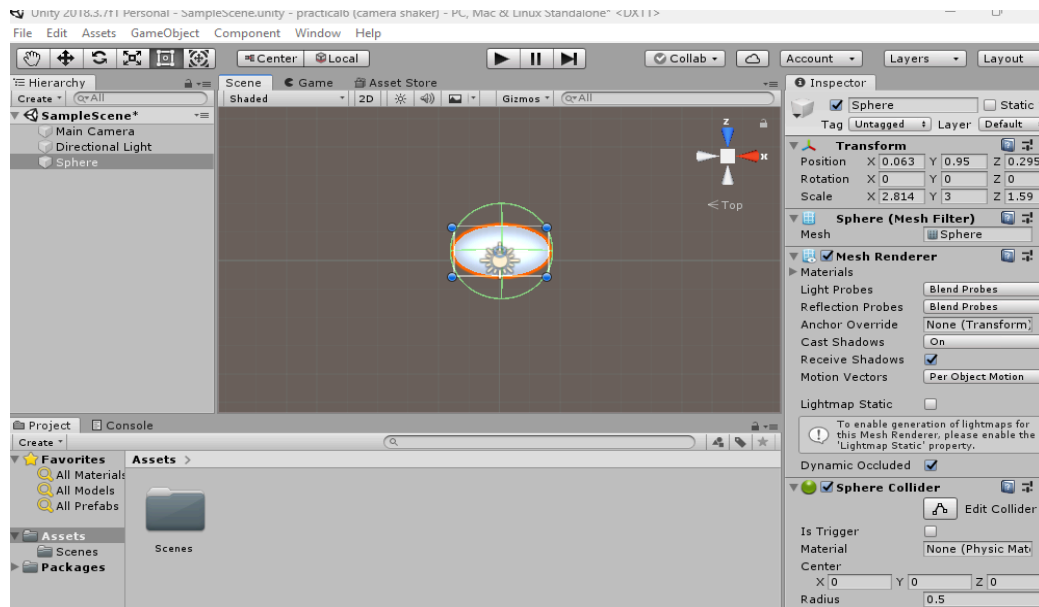 Unity 2018.3.7f1 Personal - SampleScene.unity - practical6 (camera shaker) - PC, Mac & Linux Standalone* <DX11>
File Edit Assets GameObject Component Window Help
Center Local Collab Account Layers Layout
Hierarchy
Create All
SampleScene*
Main Camera
Directional Light
Sphere
Scene Game Asset Store
Shaded 2D Gizmos All
z
x
Top
Inspector
Sphere Static
Tag Untagged Layer Default
Transform
Position X 0.063 Y 0.95 Z 0.295
Rotation X 0 Y 0 Z 0
Scale X 2.814 Y 3 Z 1.59
Sphere (Mesh Filter)
Mesh Sphere
Mesh Renderer
Materials
Light Probes Blend Probes
Reflection Probes Blend Probes
Anchor Override None (Transform)
Cast Shadows On
Receive Shadows
Motion Vectors Per Object Motion
Lightmap Static
To enable generation of lightmaps for
this Mesh Renderer, please enable the
'Lightmap Static' property.
Dynamic Occluded
Sphere Collider
Edit Collider
Is Trigger
Material None (Physic Mat
Center
X 0 Y 0 Z 0
Radius 0.5
Project Console
Create
Favorites
All Materials
All Models
All Prefabs
Assets
Scenes
Packages
Assets >
Scenes